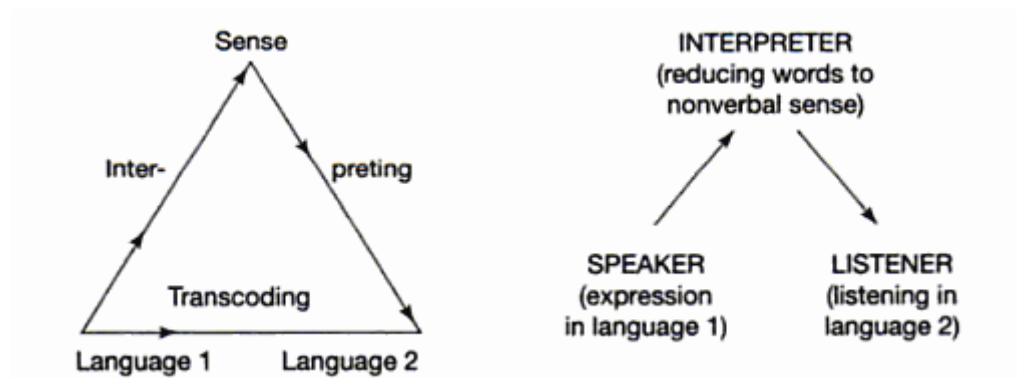 Sense
Inter-
preting
Transcoding
Language 1
Language 2
INTERPRETER
(reducing words to
nonverbal sense)
SPEAKER
(expression
in language 1)
LISTENER
(listening in
language 2)